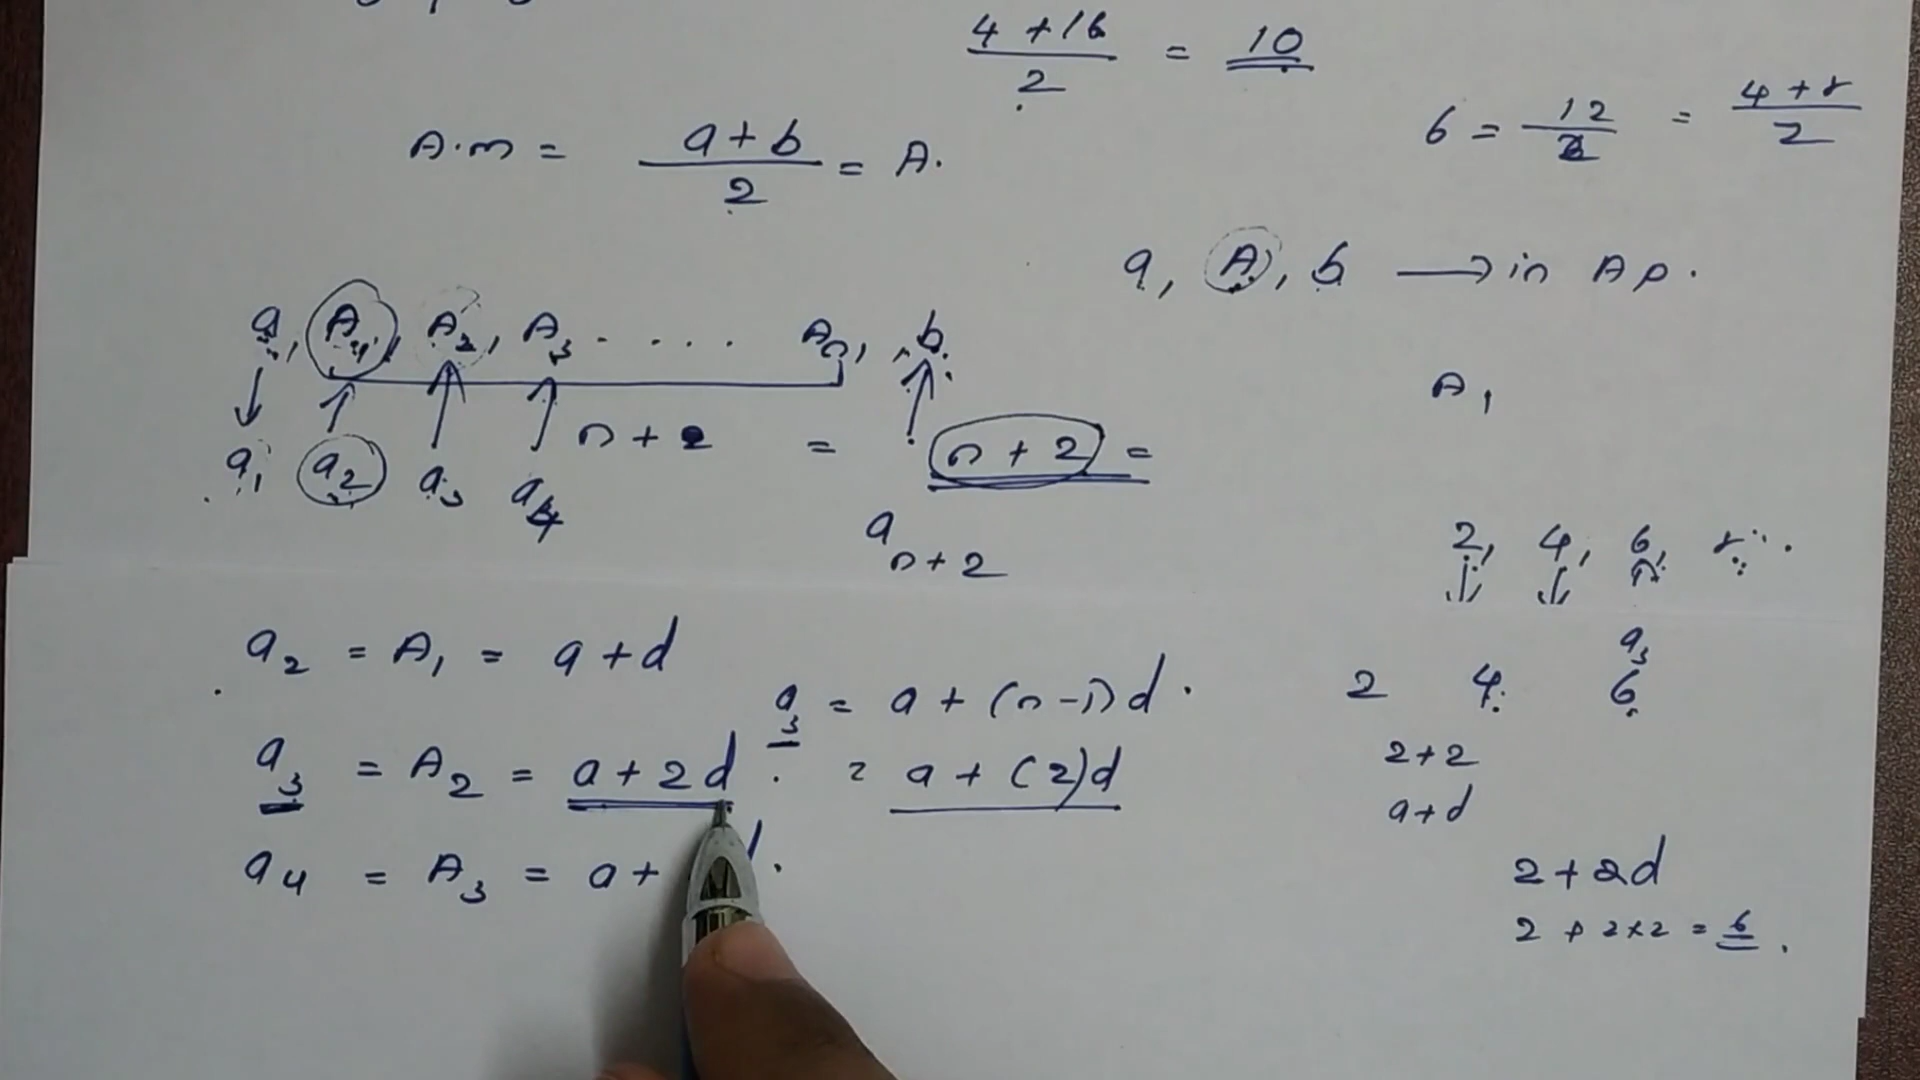 4 + 16 / 2 = 10
6 = 12 / 2 = 4 + 8 / 2
A.m = a + b / 2 = A.
a, A, b → in A p.
a, A1, A2, A3 . . . . . An, b.
A1
a1 a2 a3 a4 n + 2 = n + 2 =
a n+2
2, 4, 6, 8 ...
a3
a2 = A1 = a + d
a3 = a + (n - 1) d .
2 4. 6.
a3 = A2 = a + 2d . = a + (2)d
2 + 2
a + d
a4 = A3 = a +
2 + 2d
2 + 2 x 2 = 6 .